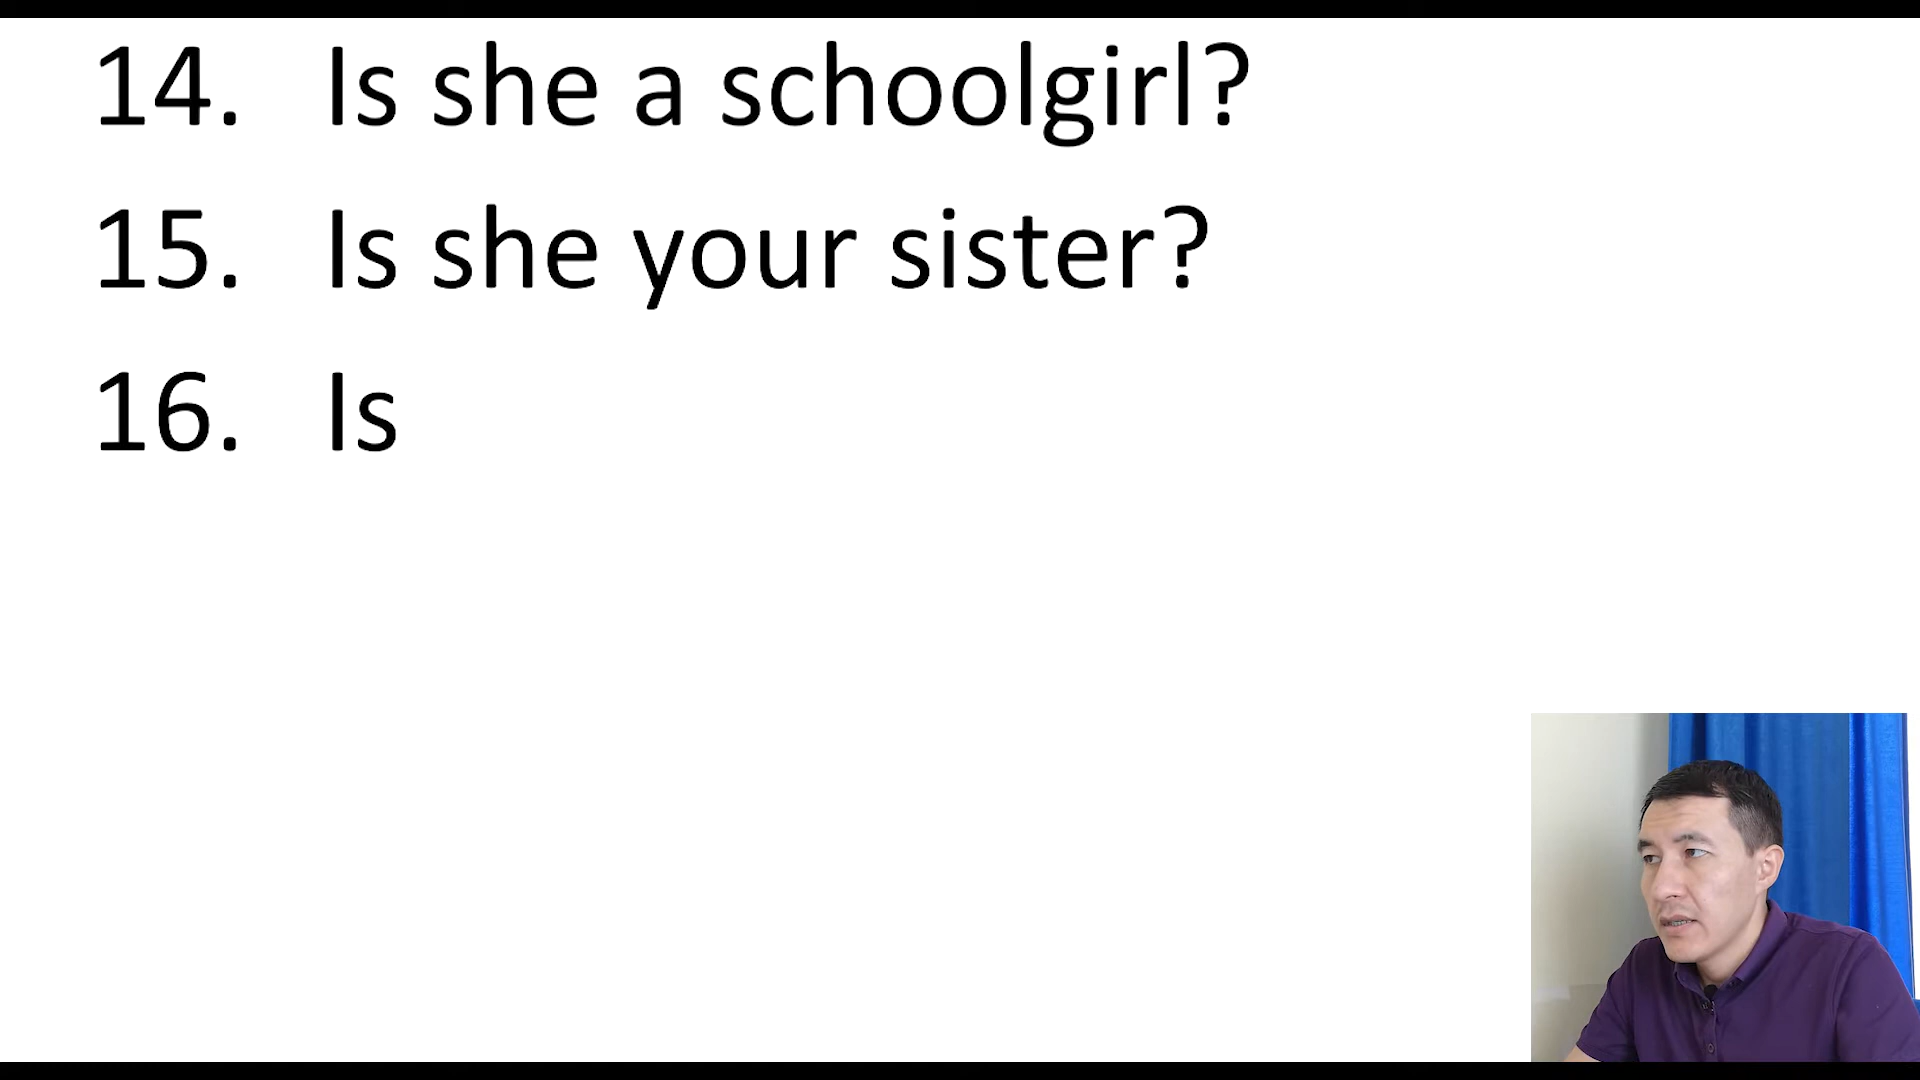 14. Is she a schoolgirl?
15. Is she your sister?
16. Is